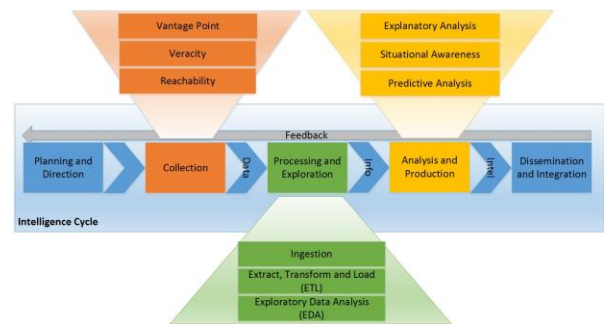 Vantage Point
Veracity
Reachability
Explanatory Analysis
Situational Awareness
Predictive Analysis
Feedback
Planning and
Direction
Collection
Data
Processing and
Exploration
Info
Analysis and
Production
Intel
Dissemination
and Integration
Intelligence Cycle
Ingestion
Extract, Transform and Load
(ETL)
Exploratory Data Analysis
(EDA)